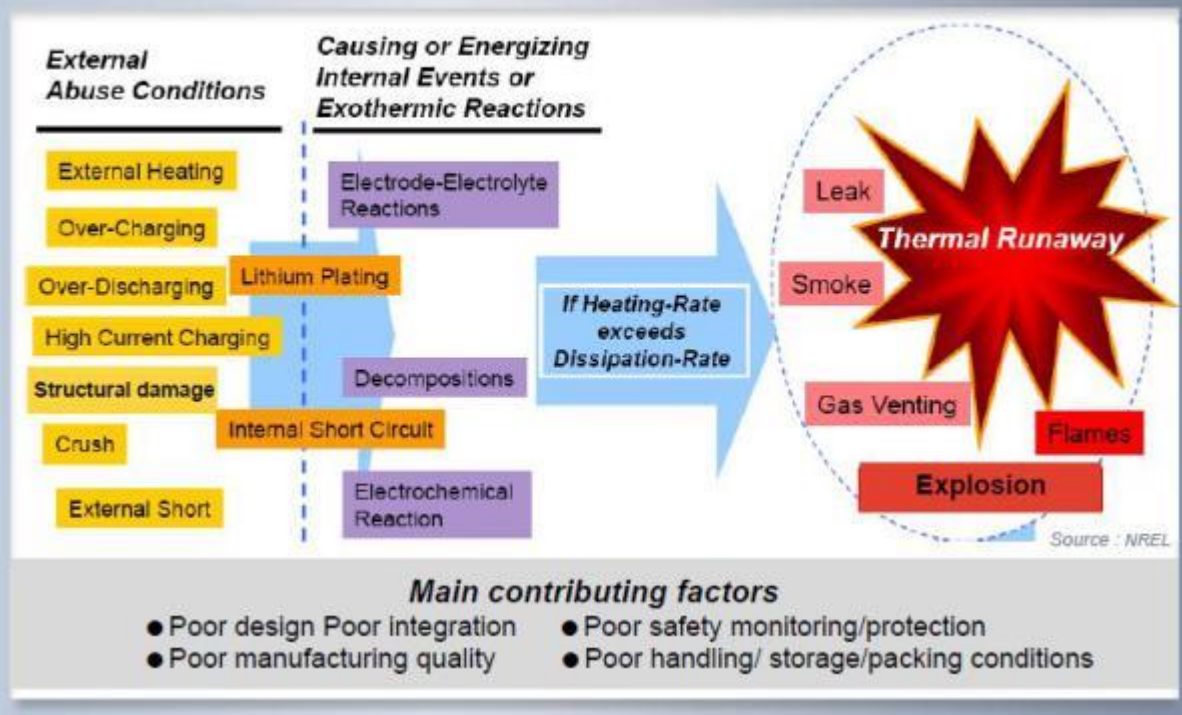 External
Abuse Conditions
Causing or Energizing
Internal Events or
Exothermic Reactions
External Heating
Over-Charging
Over-Discharging
High Current Charging
Structural damage
Crush
External Short
Lithium Plating
Internal Short Circuit
Electrode-Electrolyte
Reactions
Decompositions
Electrochemical
Reaction
If Heating-Rate
exceeds
Dissipation-Rate
Leak
Thermal Runaway
Smoke
Gas Venting
Flames
Explosion
Source : NREL
Main contributing factors
● Poor design Poor integration
● Poor safety monitoring/protection
● Poor manufacturing quality
● Poor handling/ storage/packing conditions